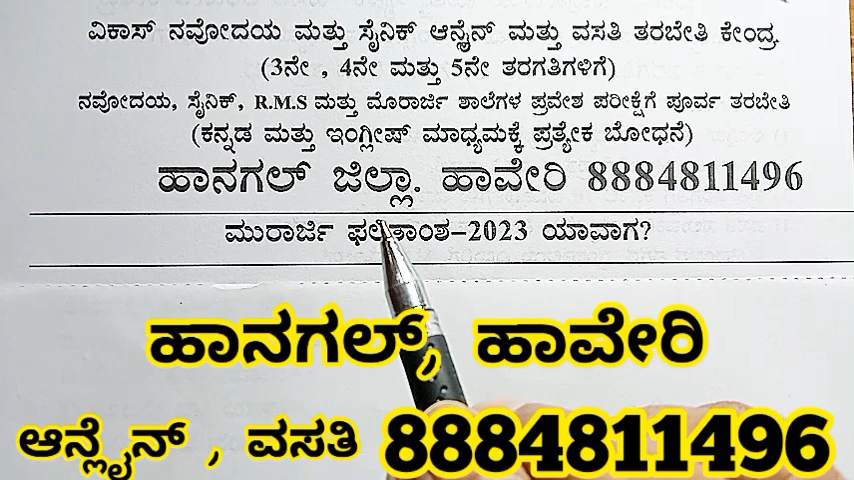 ವಿಕಾಸ್ ನವೋದಯ ಮತ್ತು ಸೈನಿಕ್ ಆನ್ಲೈನ್ ಮತ್ತು ವಸತಿ ತರಬೇತಿ ಕೇಂದ್ರ.
(3ನೇ , 4ನೇ ಮತ್ತು 5ನೇ ತರಗತಿಗಳಿಗೆ)
ನವೋದಯ, ಸೈನಿಕ್, R.M.S ಮತ್ತು ಮೊರಾರ್ಜಿ ಶಾಲೆಗಳ ಪ್ರವೇಶ ಪರೀಕ್ಷೆಗೆ ಪೂರ್ವ ತರಬೇತಿ
(ಕನ್ನಡ ಮತ್ತು ಇಂಗ್ಲೀಷ್ ಮಾಧ್ಯಮಕ್ಕೆ ಪ್ರತ್ಯೇಕ ಬೋಧನೆ)
ಹಾನಗಲ್ ಜಿಲ್ಲಾ. ಹಾವೇರಿ 8884811496
ಮುರಾರ್ಜಿ ಫಲಿತಾಂಶ–2023 ಯಾವಾಗ?
ಹಾನಗಲ್, ಹಾವೇರಿ
ಆನ್ಲೈನ್ , ವಸತಿ 8884811496